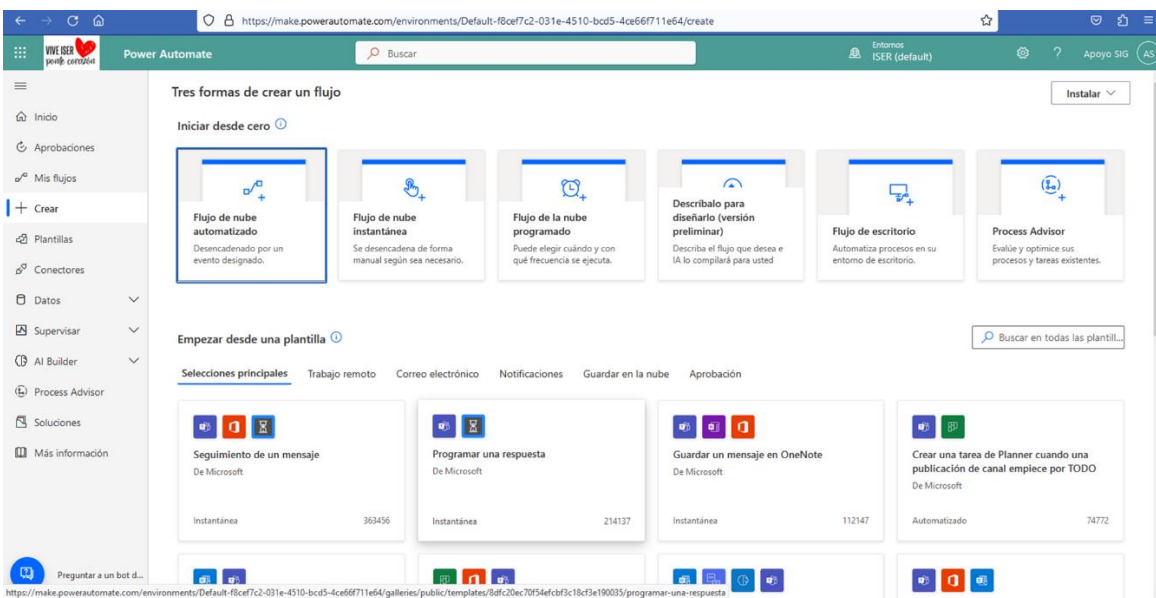 https://make.powerautomate.com/environments/Default-f8cef7c2-031e-4510-bcd5-4ce66f711e64/create
VIVE ISER
ponle corazón
Power Automate
Buscar
Entornos
ISER (default)
Apoyo SIG
AS
Inicio
Aprobaciones
Mis flujos
Crear
Plantillas
Conectores
Datos
Supervisar
AI Builder
Process Advisor
Soluciones
Más información
Preguntar a un bot d...
Tres formas de crear un flujo
Instalar
Iniciar desde cero
Flujo de nube
automatizado
Desencadenado por un
evento designado.
Flujo de nube
instantánea
Se desencadena de forma
manual según sea necesario.
Flujo de la nube
programado
Puede elegir cuándo y con
qué frecuencia se ejecuta.
Descríbalo para
diseñarlo (versión
preliminar)
Describa el flujo que desea e
IA lo compilará para usted
Flujo de escritorio
Automatiza procesos en su
entorno de escritorio.
Process Advisor
Evalúe y optimice sus
procesos y tareas existentes.
Empezar desde una plantilla
Buscar en todas las plantill...
Selecciones principales
Trabajo remoto
Correo electrónico
Notificaciones
Guardar en la nube
Aprobación
Seguimiento de un mensaje
De Microsoft
Instantánea
363456
Programar una respuesta
De Microsoft
Instantánea
214137
Guardar un mensaje en OneNote
De Microsoft
Instantánea
112147
Crear una tarea de Planner cuando una
publicación de canal empiece por TODO
De Microsoft
Automatizado
74772
https://make.powerautomate.com/environments/Default-f8cef7c2-031e-4510-bcd5-4ce66f711e64/galleries/public/templates/8dfc20ec70f54efcbf3c18cf3e190035/programar-una-respuesta